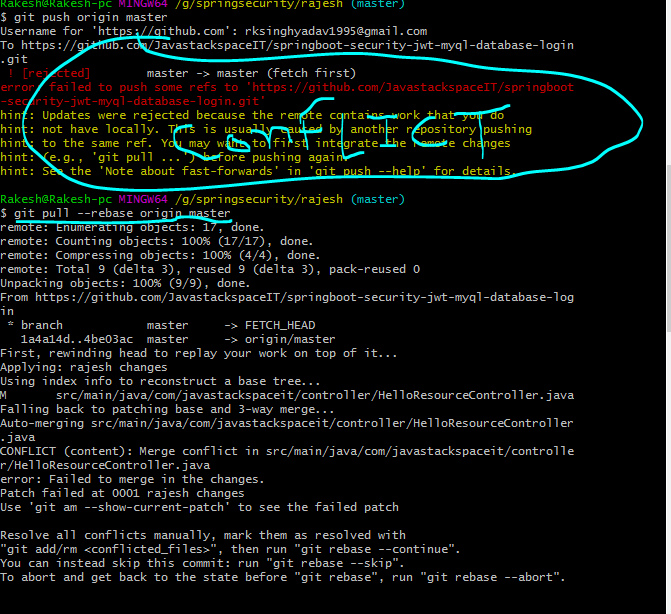 Rakesh@Rakesh-pc MINGW64 /g/springsecurity/rajesh (master)
$ git push origin master
Username for 'https://github.com': rksinghyadav1995@gmail.com
To https://github.com/JavastackspaceIT/springboot-security-jwt-myql-database-login
.git
! [rejected] master -> master (fetch first)
error: failed to push some refs to 'https://github.com/JavastackspaceIT/springboot
-security-jwt-myql-database-login.git'
hint: Updates were rejected because the remote contains work that you do
hint: not have locally. This is usually caused by another repository pushing
hint: to the same ref. You may want to first integrate the remote changes
hint: (e.g., 'git pull ...') before pushing again.
hint: See the 'Note about fast-forwards' in 'git push --help' for details.
Rakesh@Rakesh-pc MINGW64 /g/springsecurity/rajesh (master)
$ git pull --rebase origin master
remote: Enumerating objects: 17, done.
remote: Counting objects: 100% (17/17), done.
remote: Compressing objects: 100% (4/4), done.
remote: Total 9 (delta 3), reused 9 (delta 3), pack-reused 0
Unpacking objects: 100% (9/9), done.
From https://github.com/JavastackspaceIT/springboot-security-jwt-myql-database-log
in
* branch master -> FETCH_HEAD
1a4a14d..4be03ac master -> origin/master
First, rewinding head to replay your work on top of it...
Applying: rajesh changes
Using index info to reconstruct a base tree...
M src/main/java/com/javastackspaceit/controller/HelloResourceController.java
Falling back to patching base and 3-way merge...
Auto-merging src/main/java/com/javastackspaceit/controller/HelloResourceController
.java
CONFLICT (content): Merge conflict in src/main/java/com/javastackspaceit/controlle
r/HelloResourceController.java
error: Failed to merge in the changes.
Patch failed at 0001 rajesh changes
Use 'git am --show-current-patch' to see the failed patch
Resolve all conflicts manually, mark them as resolved with
"git add/rm <conflicted_files>", then run "git rebase --continue".
You can instead skip this commit: run "git rebase --skip".
To abort and get back to the state before "git rebase", run "git rebase --abort".